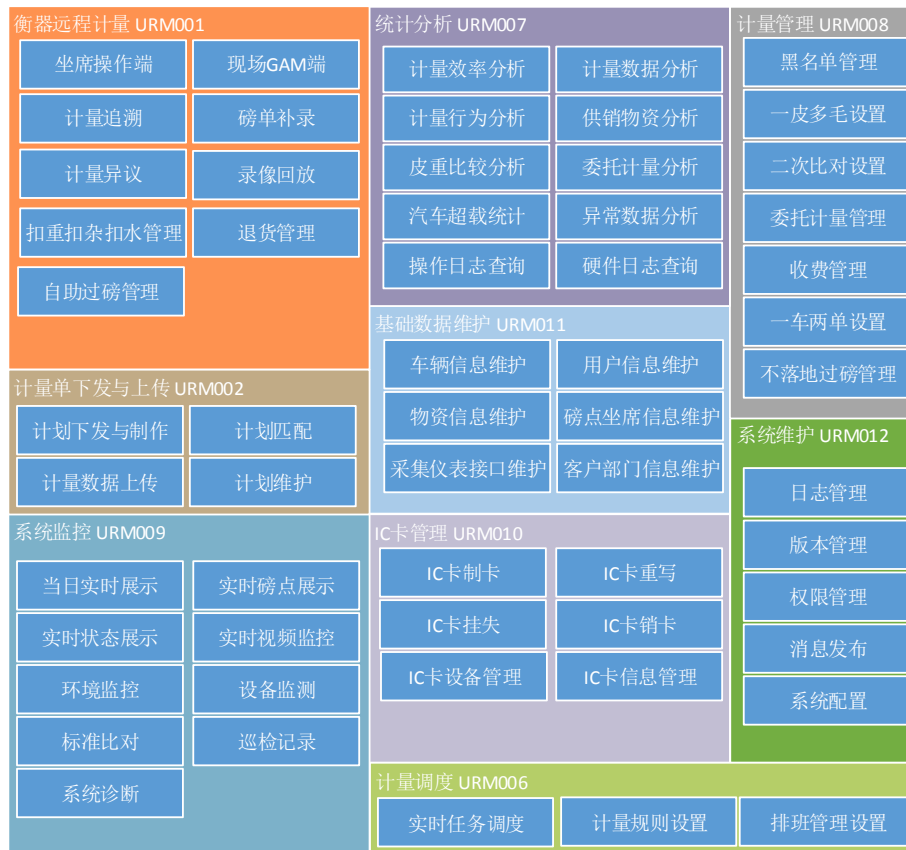 衡器远程计量 URM001
坐席操作端
现场GAM端
计量追溯
磅单补录
计量异议
录像回放
扣重扣杂扣水管理
退货管理
自助过磅管理
计量单下发与上传 URM002
计划下发与制作
计划匹配
计量数据上传
计划维护
系统监控 URM009
当日实时展示
实时磅点展示
实时状态展示
实时视频监控
环境监控
设备监测
标准比对
巡检记录
系统诊断
统计分析 URM007
计量效率分析
计量数据分析
计量行为分析
供销物资分析
皮重比较分析
委托计量分析
汽车超载统计
异常数据分析
操作日志查询
硬件日志查询
基础数据维护 URM011
车辆信息维护
用户信息维护
物资信息维护
磅点坐席信息维护
采集仪表接口维护
客户部门信息维护
IC卡管理 URM010
IC卡制卡
IC卡重写
IC卡挂失
IC卡销卡
IC卡设备管理
IC卡信息管理
计量调度 URM006
实时任务调度
计量规则设置
排班管理设置
计量管理 URM008
黑名单管理
一皮多毛设置
二次比对设置
委托计量管理
收费管理
一车两单设置
不落地过磅管理
系统维护 URM012
日志管理
版本管理
权限管理
消息发布
系统配置